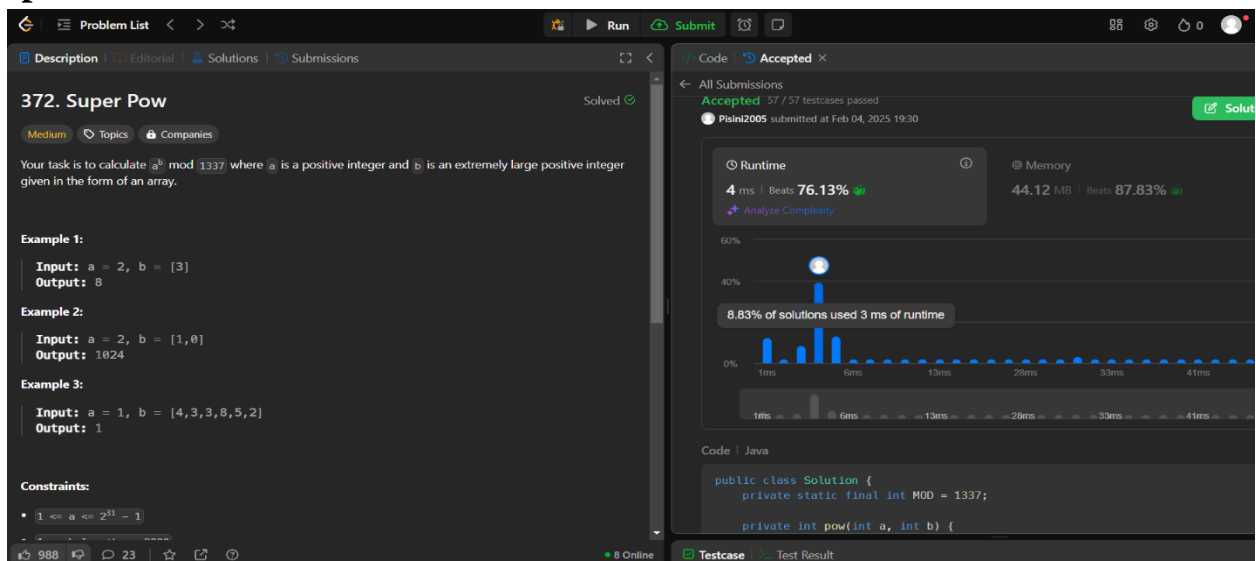 Problem List
Run
Submit
0
Description
Editorial
Solutions
Submissions
372. Super Pow
Solved
Medium
Topics
Companies
Your task is to calculate a^b mod 1337 where a is a positive integer and b is an extremely large positive integer
given in the form of an array.
Example 1:
Input: a = 2, b = [3]
Output: 8
Example 2:
Input: a = 2, b = [1,0]
Output: 1024
Example 3:
Input: a = 1, b = [4,3,3,8,5,2]
Output: 1
Constraints:
1 <= a <= 2^31 - 1
988
23
8 Online
Code
Accepted
All Submissions
Accepted 57 / 57 testcases passed
Pisini2005 submitted at Feb 04, 2025 19:30
Solut
Runtime
4 ms | Beats 76.13%
Analyze Complexity
Memory
44.12 MB | Beats 87.83%
60%
40%
8.83% of solutions used 3 ms of runtime
0%
1ms 6ms 13ms 28ms 33ms 41ms
1ms 6ms 13ms 28ms 33ms 41ms
Code | Java
public class Solution {
private static final int MOD = 1337;
private int pow(int a, int b) {
Testcase
Test Result